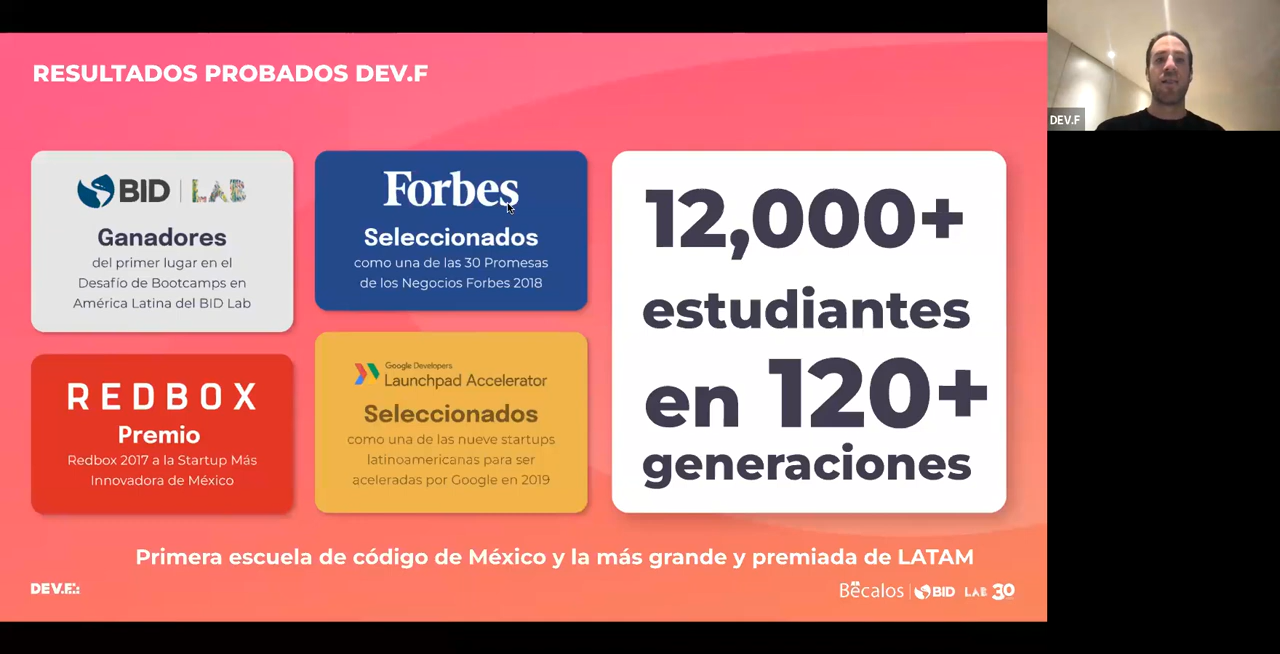 RESULTADOS PROBADOS DEV.F
BID | LAB
Ganadores
del primer lugar en el
Desafío de Bootcamps en
América Latina del BID Lab
Forbes
Seleccionados
como una de las 30 Promesas
de los Negocios Forbes 2018
REDBOX
Premio
Redbox 2017 a la Startup Más
Innovadora de México
Google Developers
Launchpad Accelerator
Seleccionados
como una de las nueve startups
latinoamericanas para ser
aceleradas por Google en 2019
12,000+
estudiantes
en 120+
generaciones
Primera escuela de código de México y la más grande y premiada de LATAM
DEV.F.:
Bécalos | BID LAB 30
DEV.F